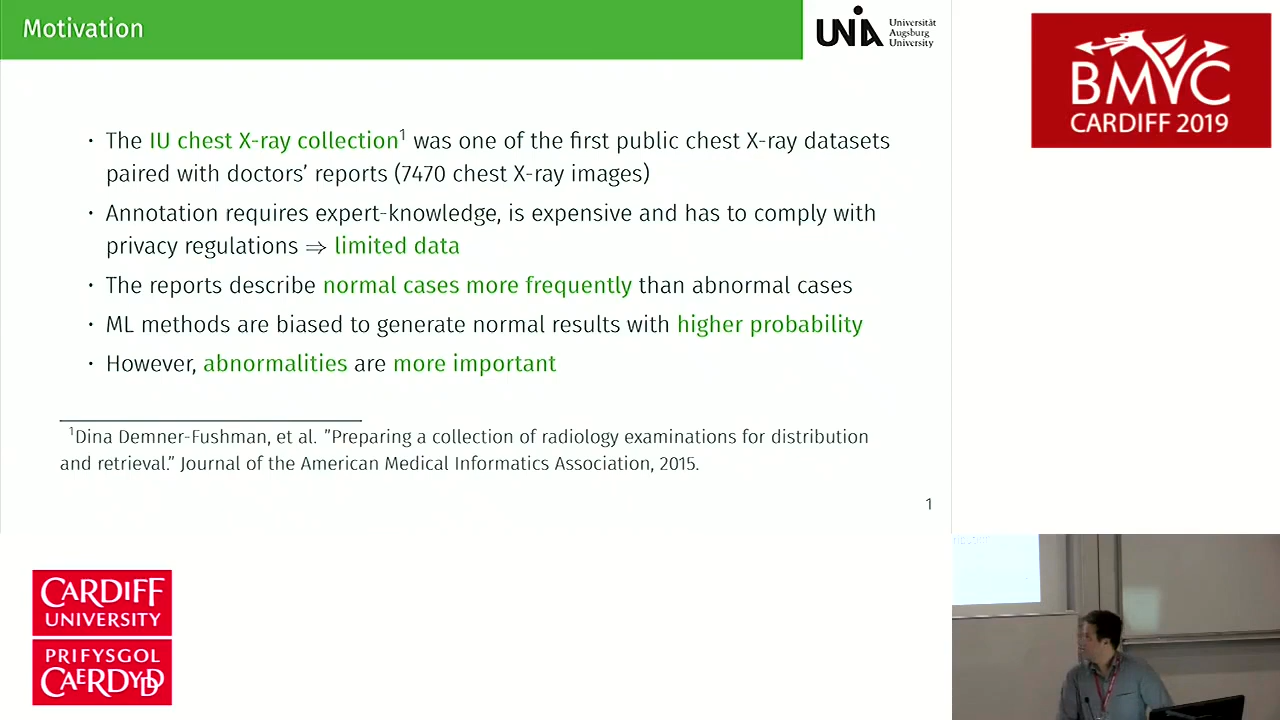 Motivation
UNIA Universität
Augsburg
University
BMVC
CARDIFF 2019
· The IU chest X-ray collection¹ was one of the first public chest X-ray datasets
paired with doctors’ reports (7470 chest X-ray images)
· Annotation requires expert-knowledge, is expensive and has to comply with
privacy regulations ⇒ limited data
· The reports describe normal cases more frequently than abnormal cases
· ML methods are biased to generate normal results with higher probability
· However, abnormalities are more important
¹Dina Demner-Fushman, et al. ”Preparing a collection of radiology examinations for distribution
and retrieval.” Journal of the American Medical Informatics Association, 2015.
1
CARDIFF
UNIVERSITY
PRIFYSGOL
CAERDYDD